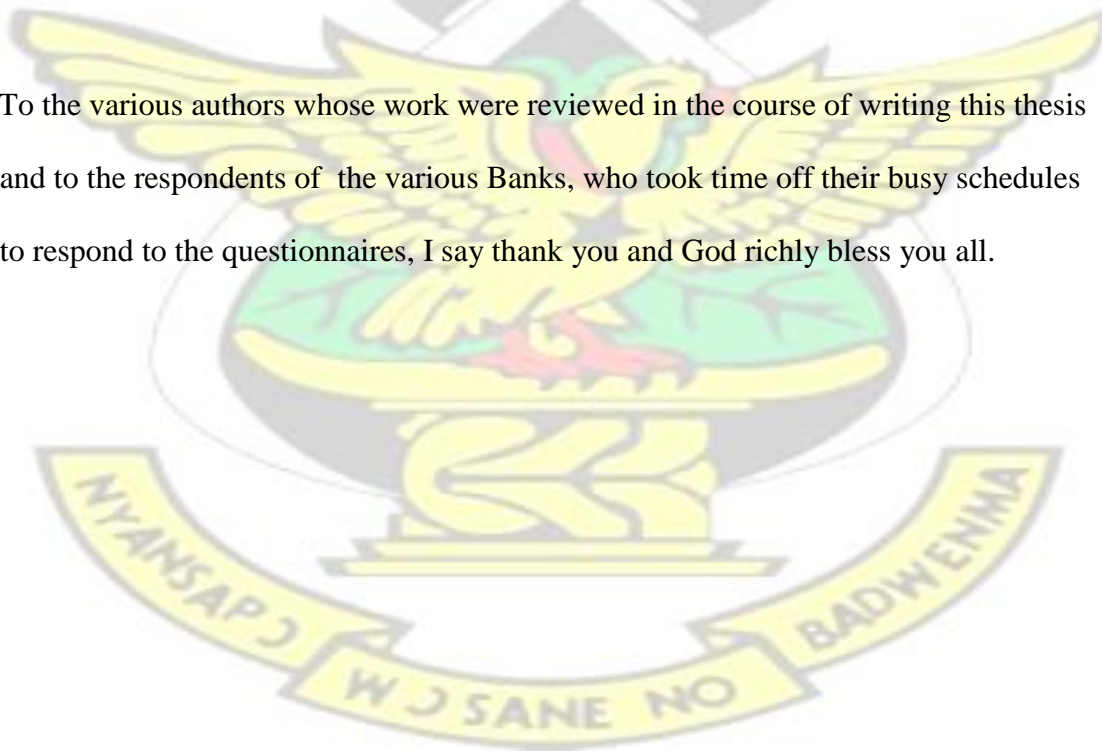 To the various authors whose work were reviewed in the course of writing this thesis
and to the respondents of  the various Banks, who took time off their busy schedules
to respond to the questionnaires, I say thank you and God richly bless you all.
NYANSAPƆ
WƆSANE NO
BADWENMA